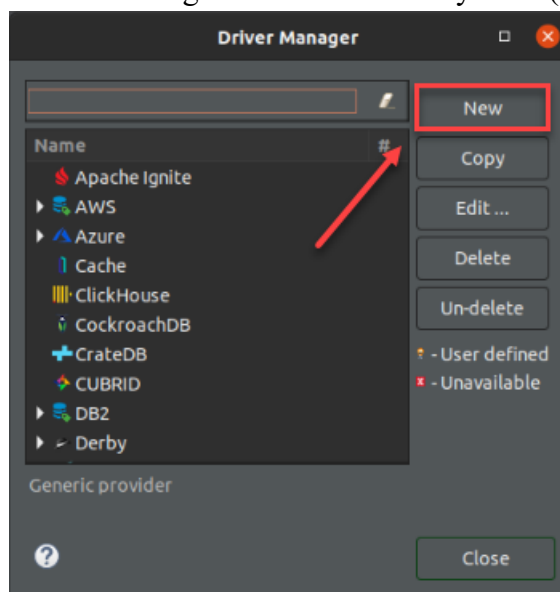 Driver Manager
New
Name #
Copy
Apache Ignite
AWS
Edit ...
Azure
Cache
Delete
ClickHouse
Un-delete
CockroachDB
CrateDB
- User defined
CUBRID
- Unavailable
DB2
Derby
Generic provider
?
Close